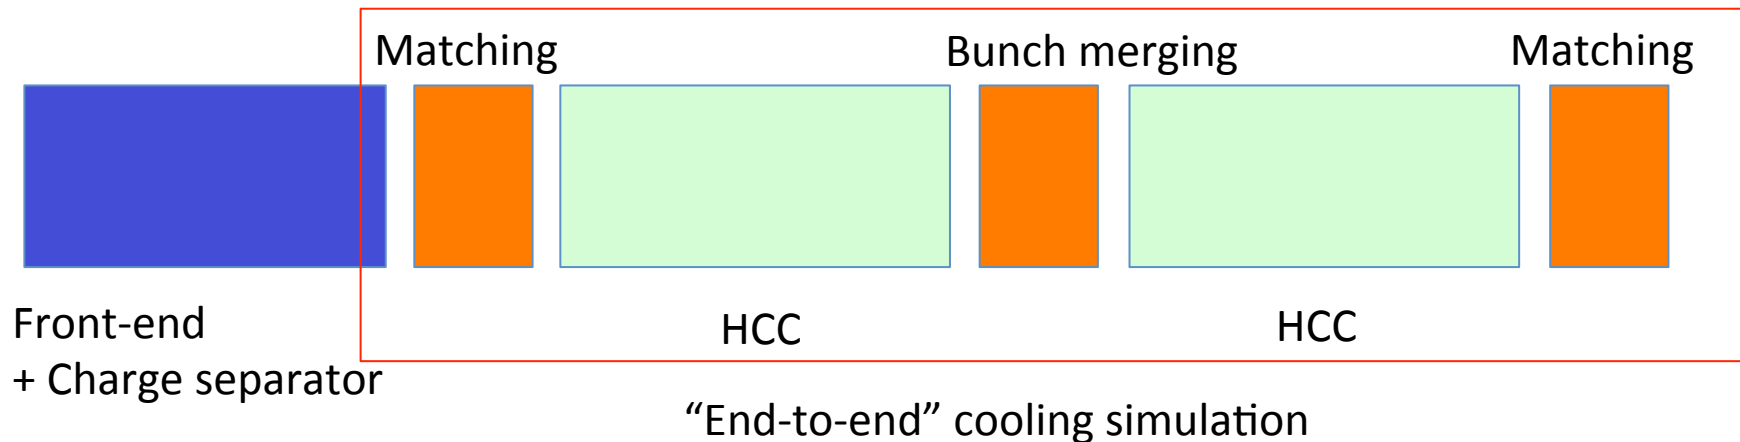 Matching
Bunch merging
Matching
Front-end
+ Charge separator
HCC
HCC
“End-to-end” cooling simulation